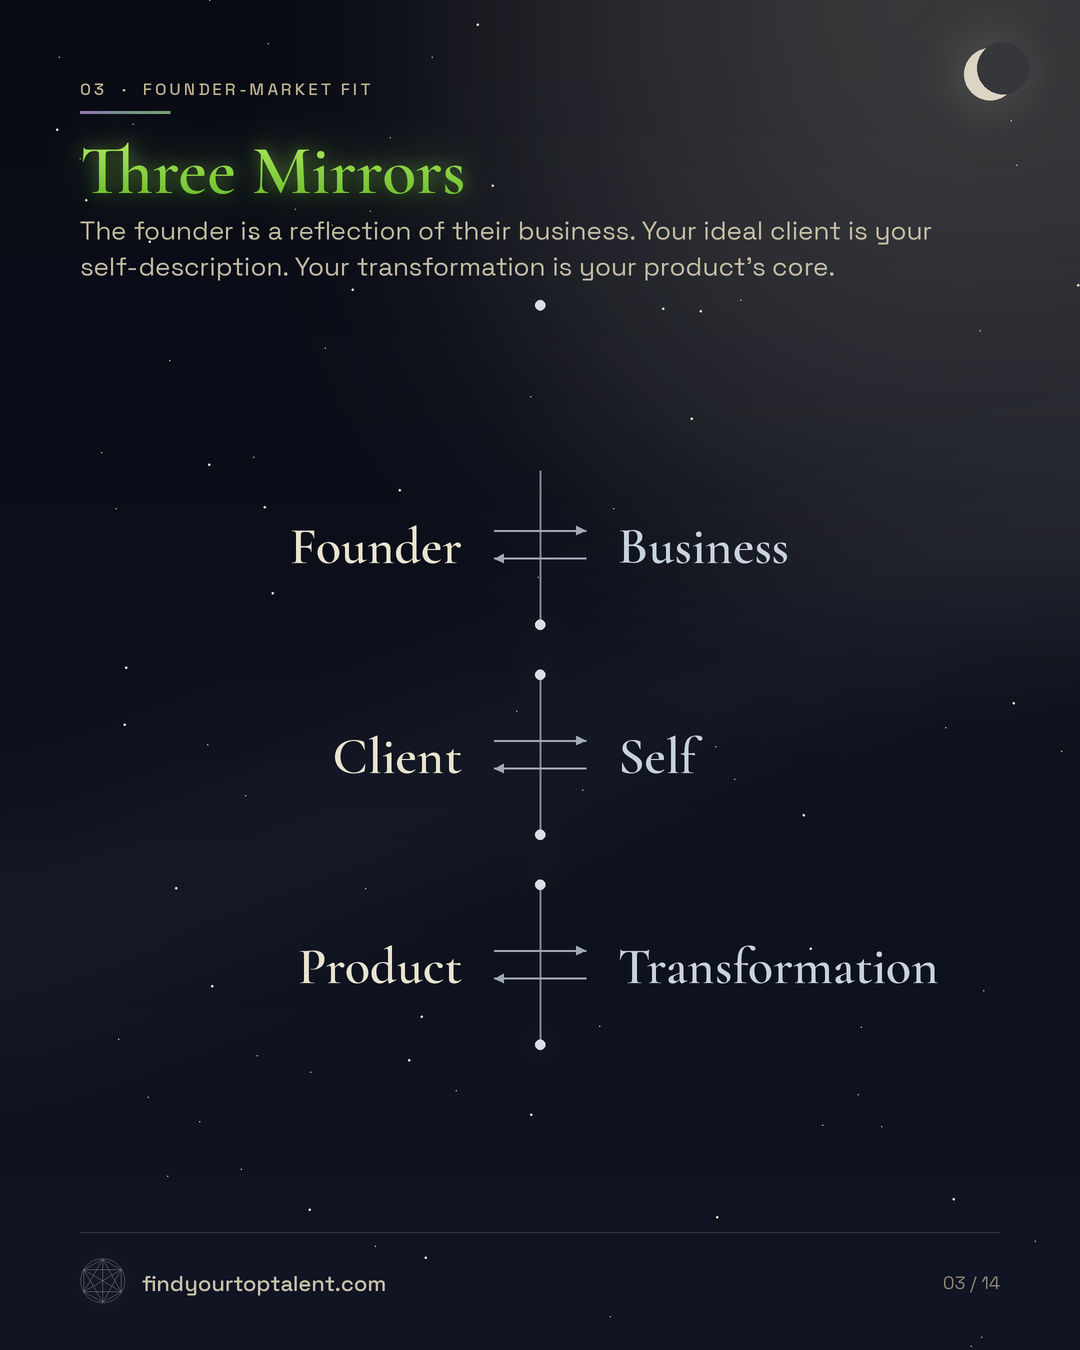 03 · FOUNDER-MARKET FIT
Three Mirrors
The founder is a reflection of their business. Your ideal client is your
self-description. Your transformation is your product’s core.
Founder Business
Client Self
Product Transformation
findyourtoptalent.com
03 / 14